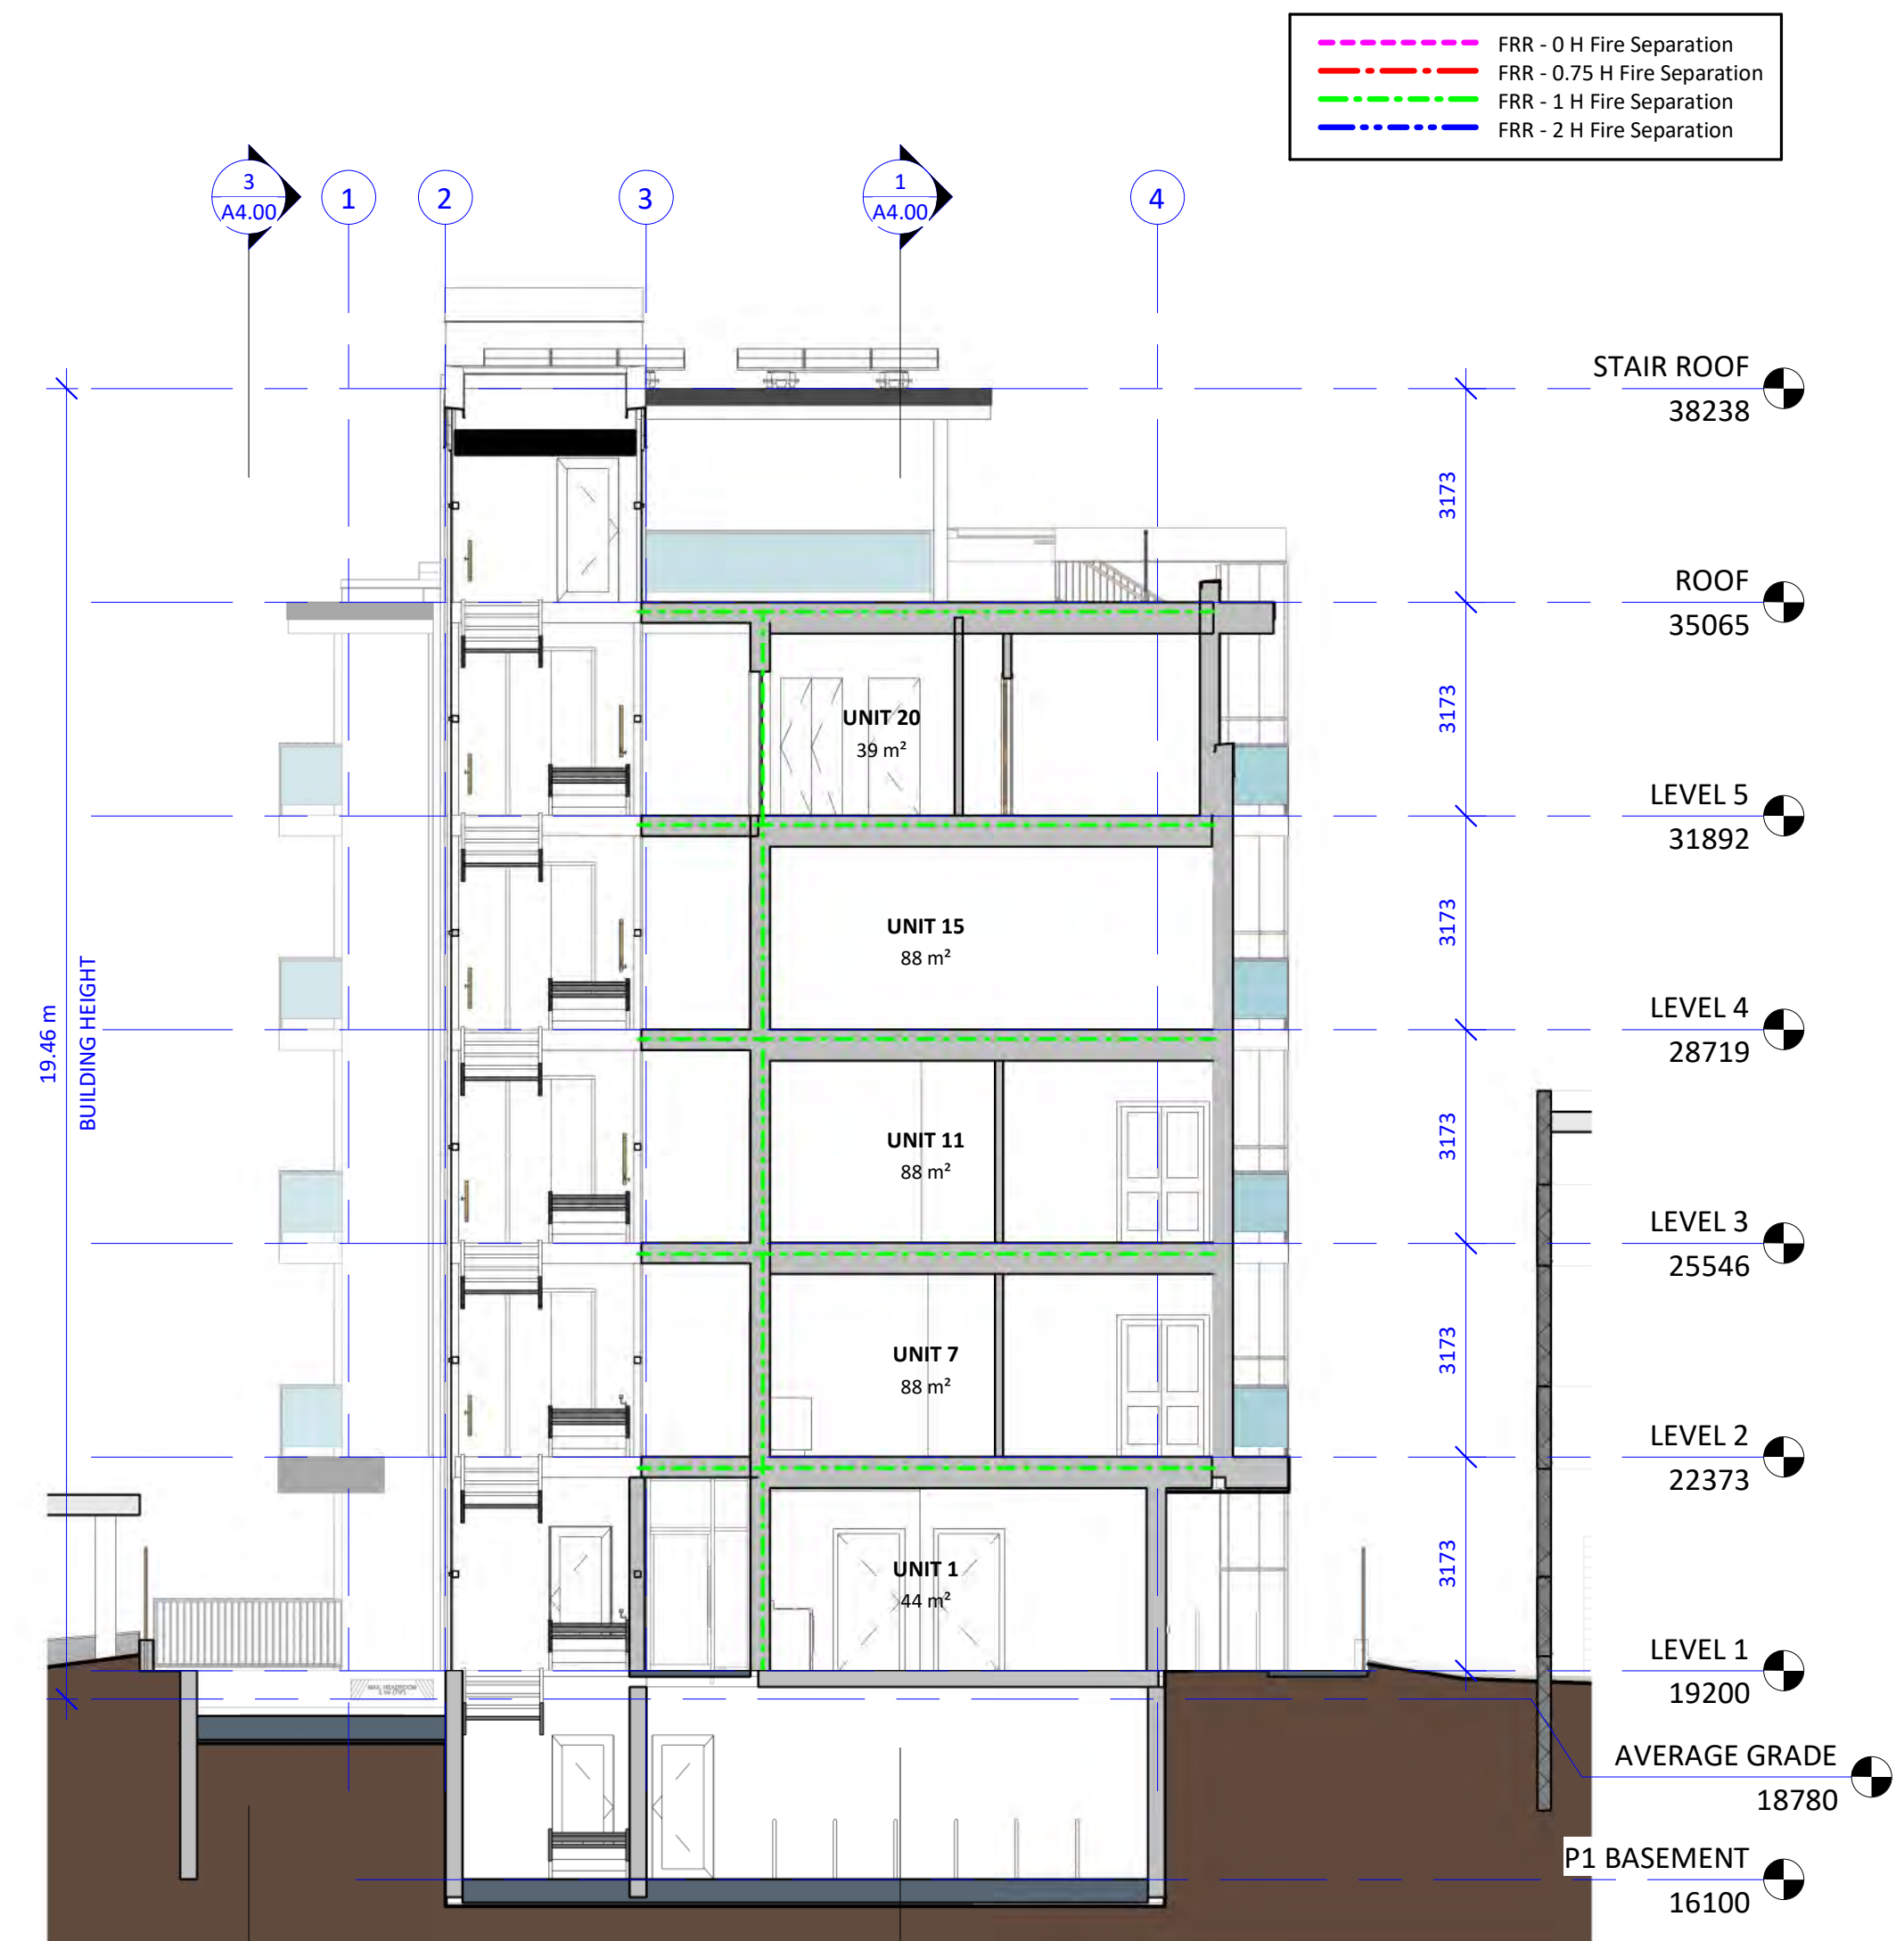 FRR - 0 H Fire Separation
FRR - 0.75 H Fire Separation
FRR - 1 H Fire Separation
FRR - 2 H Fire Separation
3
A4.00
1
2
3
1
A4.00
4
STAIR ROOF
38238
3173
ROOF
35065
3173
UNIT 20
39 m²
LEVEL 5
31892
3173
UNIT 15
88 m²
LEVEL 4
28719
19.46 m
BUILDING HEIGHT
3173
UNIT 11
88 m²
LEVEL 3
25546
3173
UNIT 7
88 m²
LEVEL 2
22373
3173
UNIT 1
44 m²
LEVEL 1
19200
AVERAGE GRADE
18780
P1 BASEMENT
16100